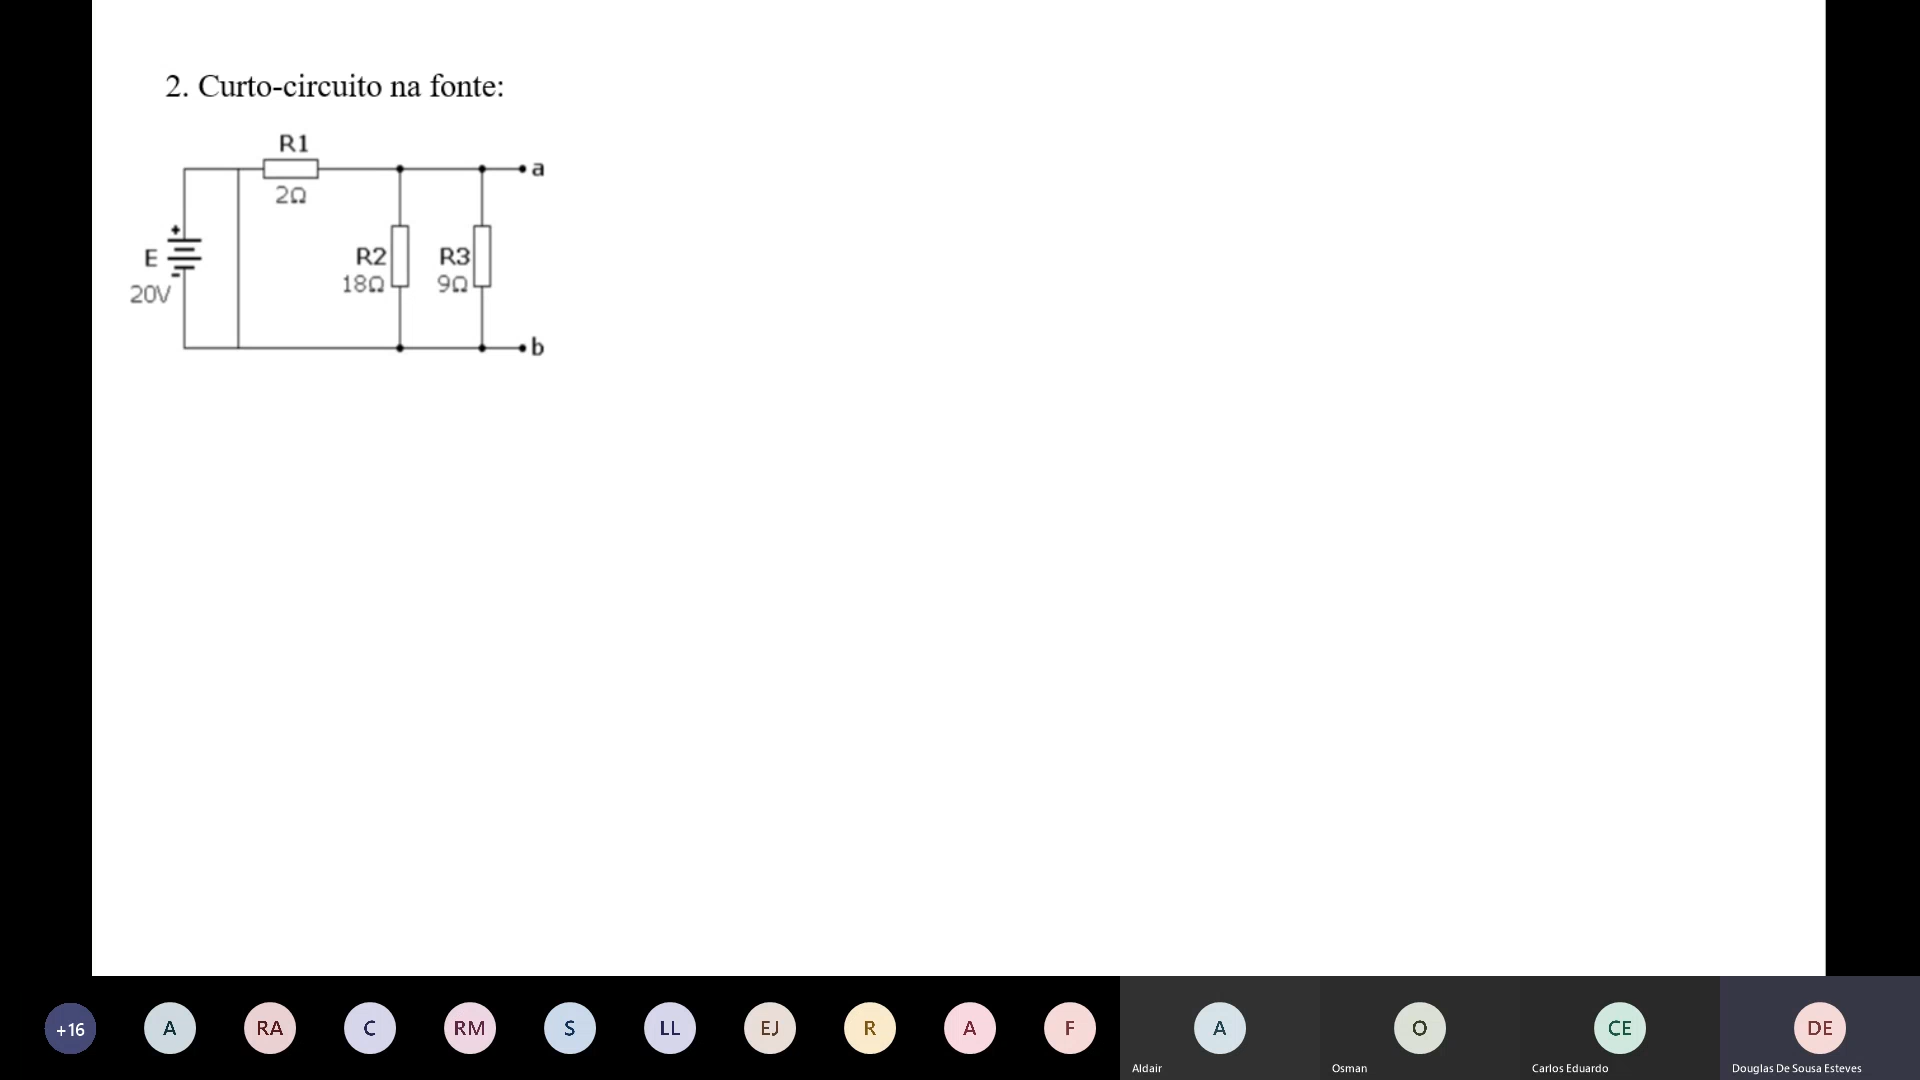 2. Curto-circuito na fonte:
R1
2Ω
a
+
E
-
20V
R2
18Ω
R3
9Ω
b
+16
A
RA
C
RM
S
LL
EJ
R
A
F
A
O
CE
DE
Aldair
Osman
Carlos Eduardo
Douglas De Sousa Esteves